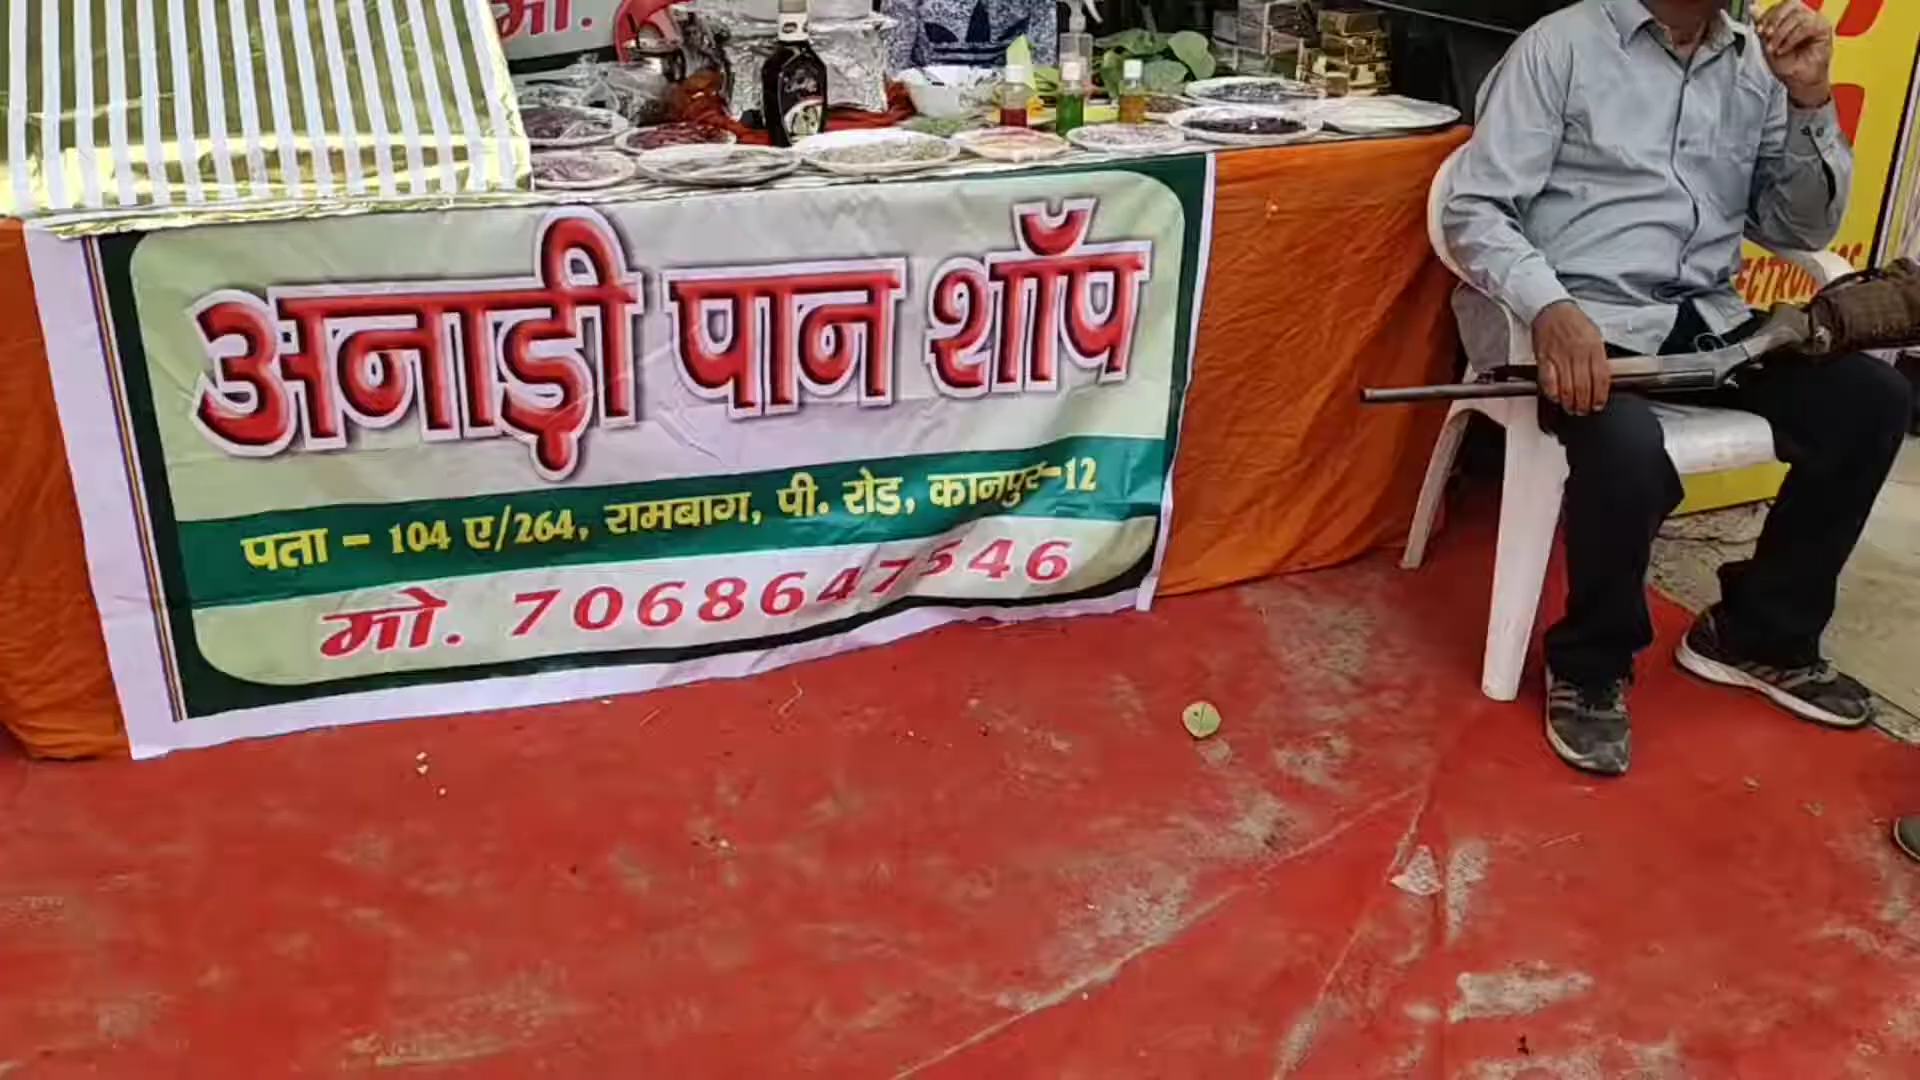 मो.
अनाड़ी पान शॉप
पता - 104 ए/264, रामबाग, पी. रोड, कानपुर-12
मो. 7068647546